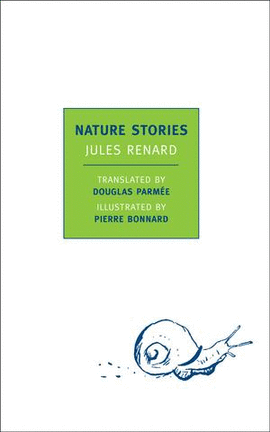 NATURE STORIES
JULES RENARD
TRANSLATED BY
DOUGLAS PARMÉE
ILLUSTRATED BY
PIERRE BONNARD